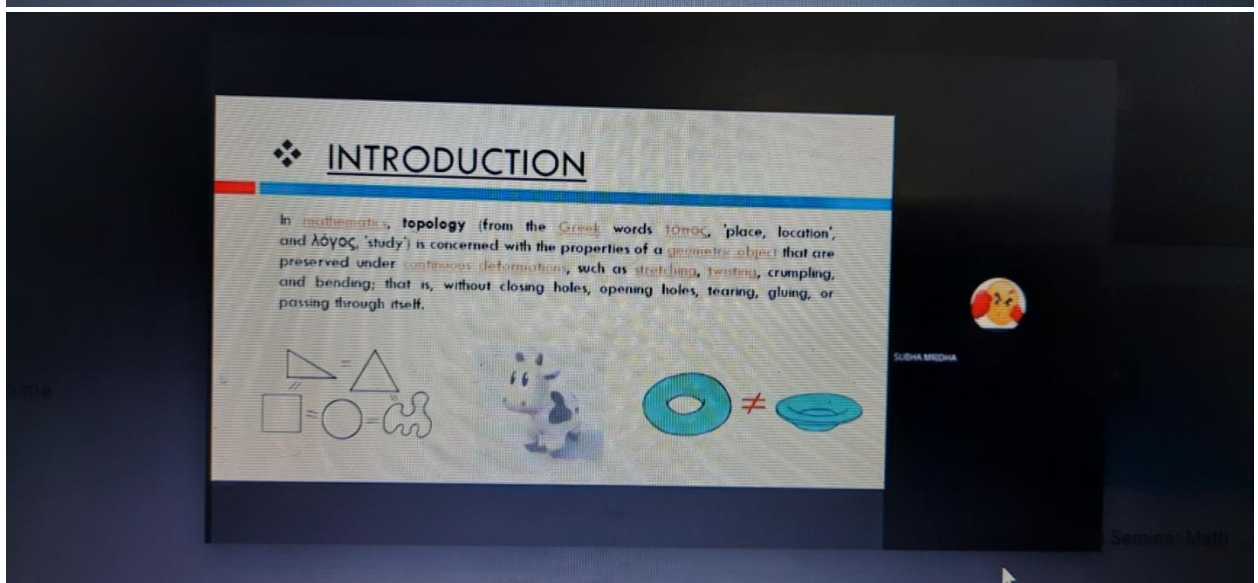 INTRODUCTION
In mathematics, topology (from the Greek words τόπος, 'place, location',
and λόγος, 'study') is concerned with the properties of a geometric object that are
preserved under continuous deformations, such as stretching, twisting, crumpling,
and bending; that is, without closing holes, opening holes, tearing, gluing, or
passing through itself.
= = = =
≠
SUBHA MRIDHA
Seminar Math